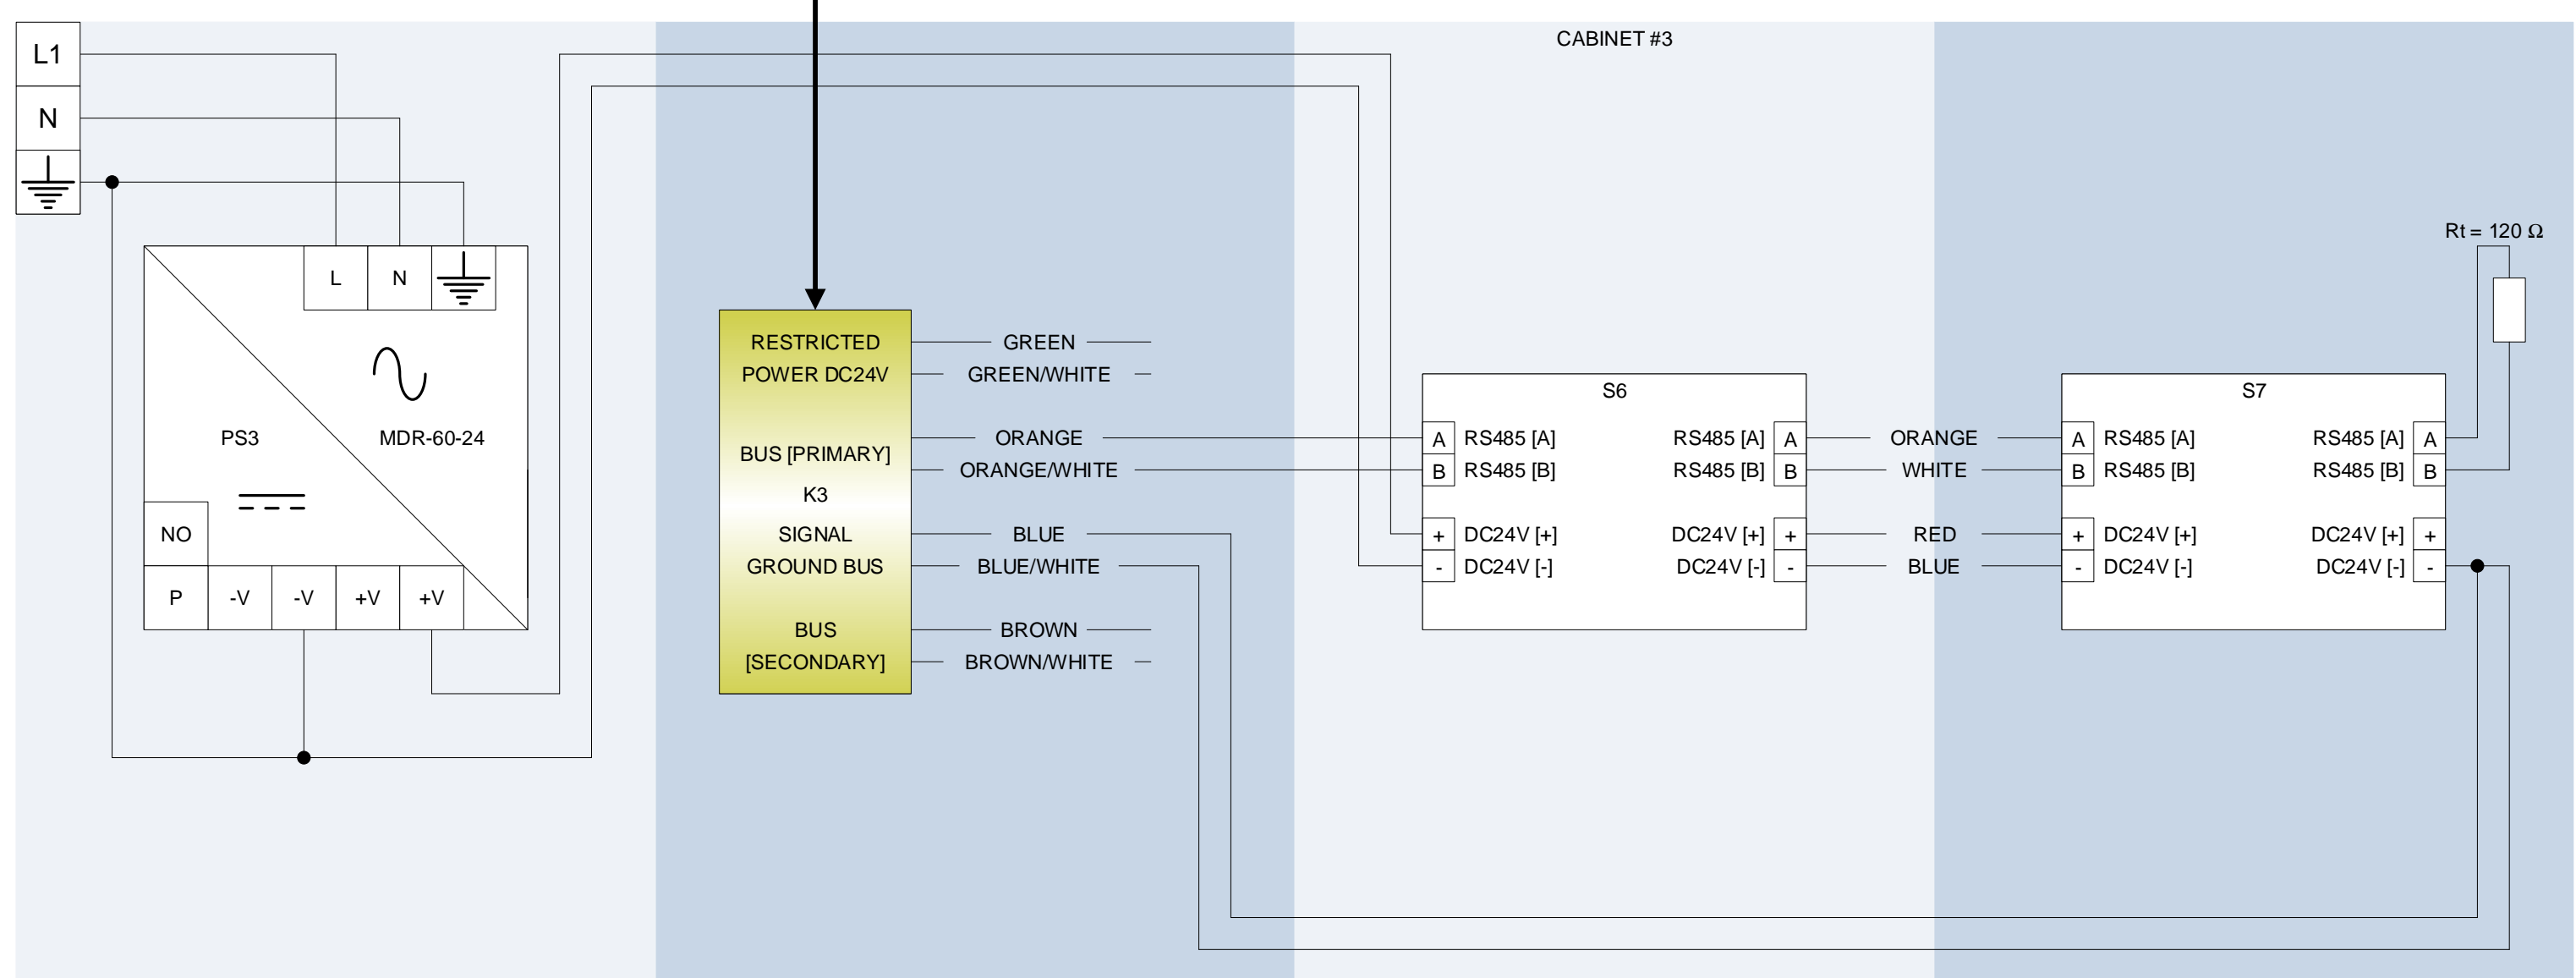 CABINET #3
L1
N
Rt = 120 Ω
L N
PS3
MDR-60-24
NO
P -V -V +V +V
RESTRICTED
POWER DC24V
BUS [PRIMARY]
K3
SIGNAL
GROUND BUS
BUS
[SECONDARY]
GREEN
GREEN/WHITE
ORANGE
ORANGE/WHITE
BLUE
BLUE/WHITE
BROWN
BROWN/WHITE
S6
A RS485 [A] RS485 [A] A
B RS485 [B] RS485 [B] B
+ DC24V [+] DC24V [+] +
- DC24V [-] DC24V [-] -
ORANGE
WHITE
RED
BLUE
S7
A RS485 [A] RS485 [A] A
B RS485 [B] RS485 [B] B
+ DC24V [+] DC24V [+] +
- DC24V [-] DC24V [-] -